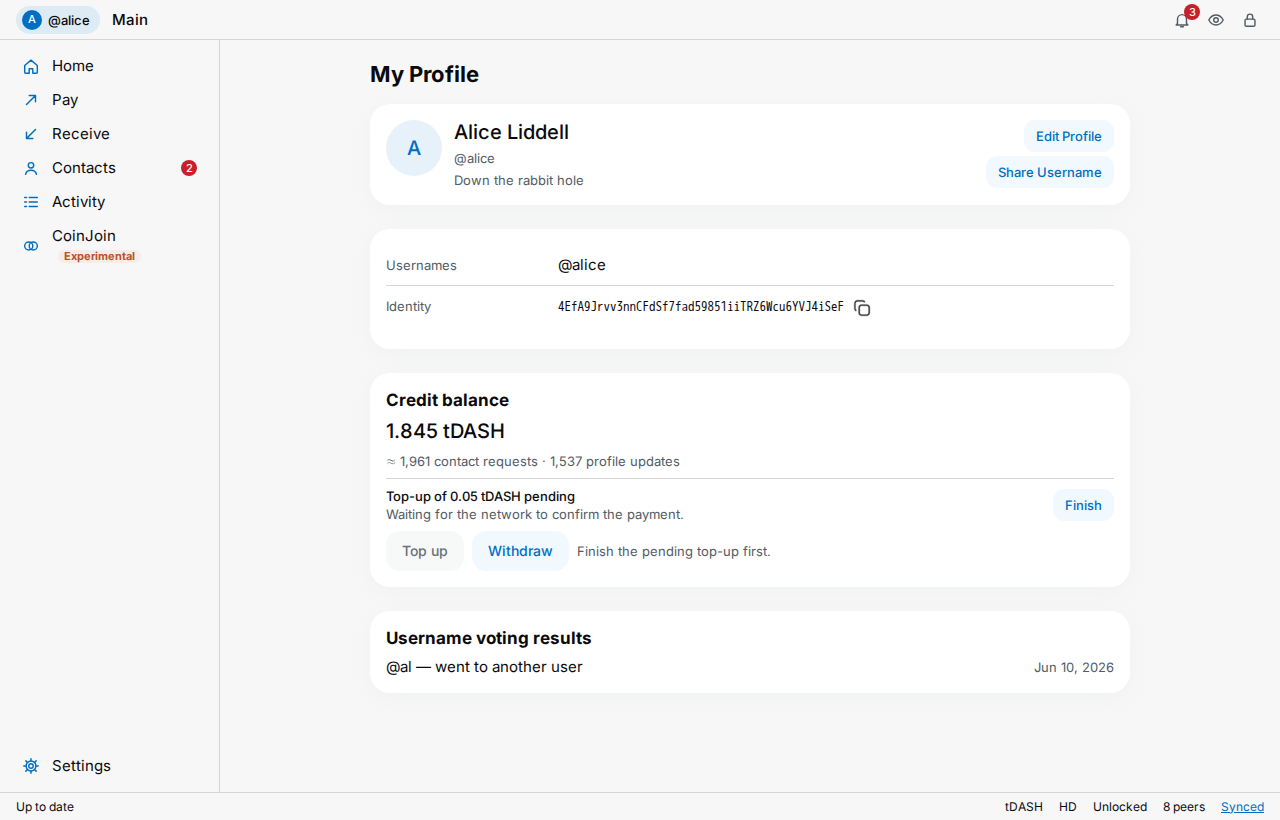 A @alice Main 3
Home
Pay
Receive
Contacts 2
Activity
CoinJoin
Experimental
Settings
My Profile
A
Alice Liddell
@alice
Down the rabbit hole
Edit Profile
Share Username
Usernames @alice
Identity 4EfA9Jrvv3nnCFdSf7fad59851iiTRZ6Wcu6YVJ4iSeF
Credit balance
1.845 tDASH
≈ 1,961 contact requests · 1,537 profile updates
Top-up of 0.05 tDASH pending
Waiting for the network to confirm the payment.
Finish
Top up Withdraw Finish the pending top-up first.
Username voting results
@al — went to another user Jun 10, 2026
Up to date tDASH HD Unlocked 8 peers Synced